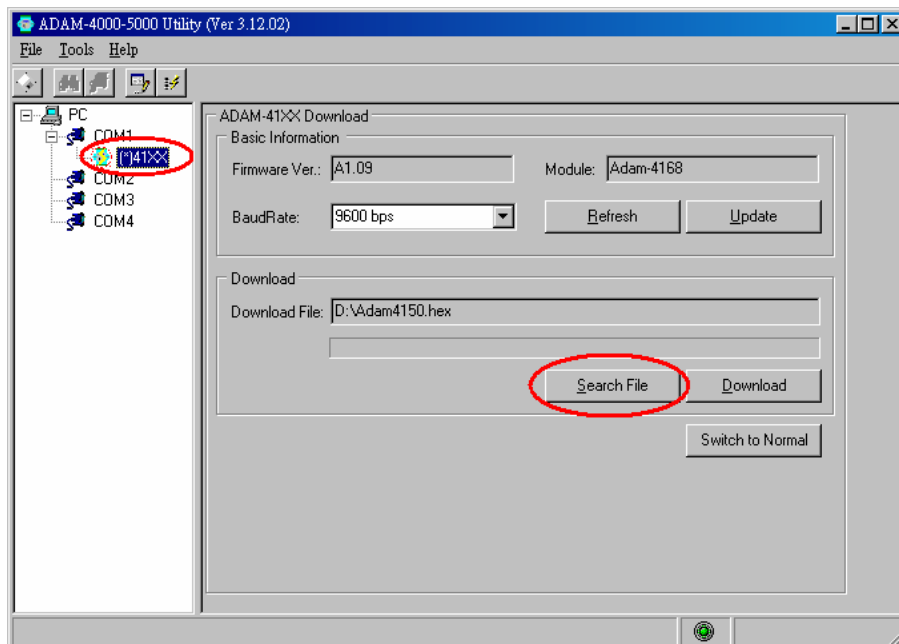 ADAM-4000-5000 Utility (Ver 3.12.02)
File Tools Help
PC
COM1
(*)41XX
COM2
COM3
COM4
ADAM-41XX Download
Basic Information
Firmware Ver.: A1.09 Module: Adam-4168
BaudRate: 9600 bps Refresh Update
Download
Download File: D:\Adam4150.hex
Search File Download
Switch to Normal